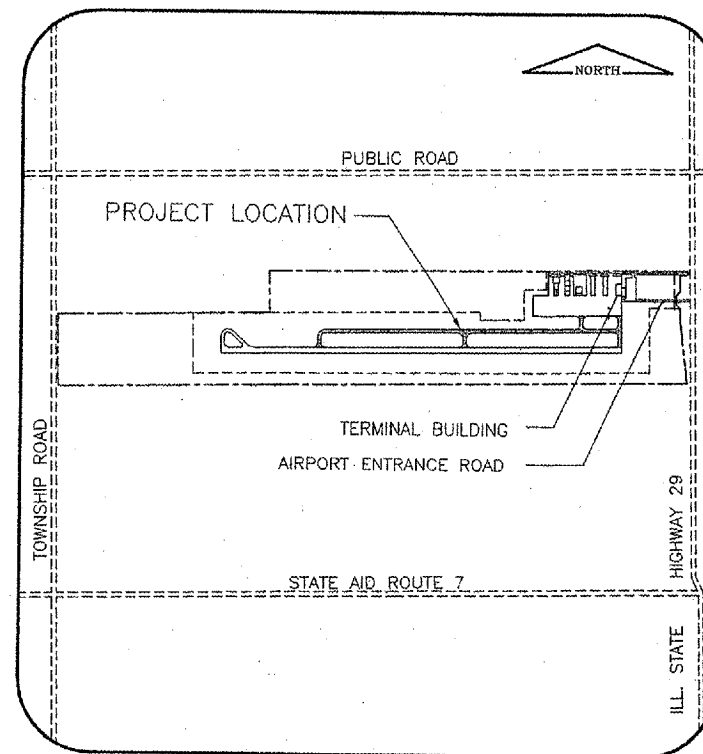 NORTH
PUBLIC ROAD
PROJECT LOCATION
TERMINAL BUILDING
AIRPORT ENTRANCE ROAD
TOWNSHIP ROAD
HIGHWAY 29
STATE AID ROUTE 7
ILL. STATE